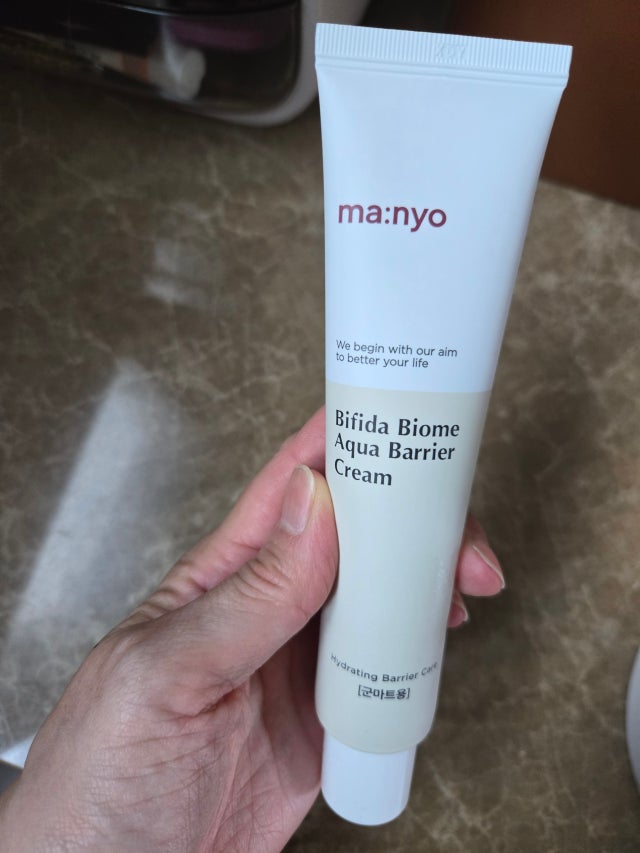 ma:nyo
We begin with our aim
to better your life
Bifida Biome
Aqua Barrier
Cream
Hydrating Barrier Care
[군마트용]